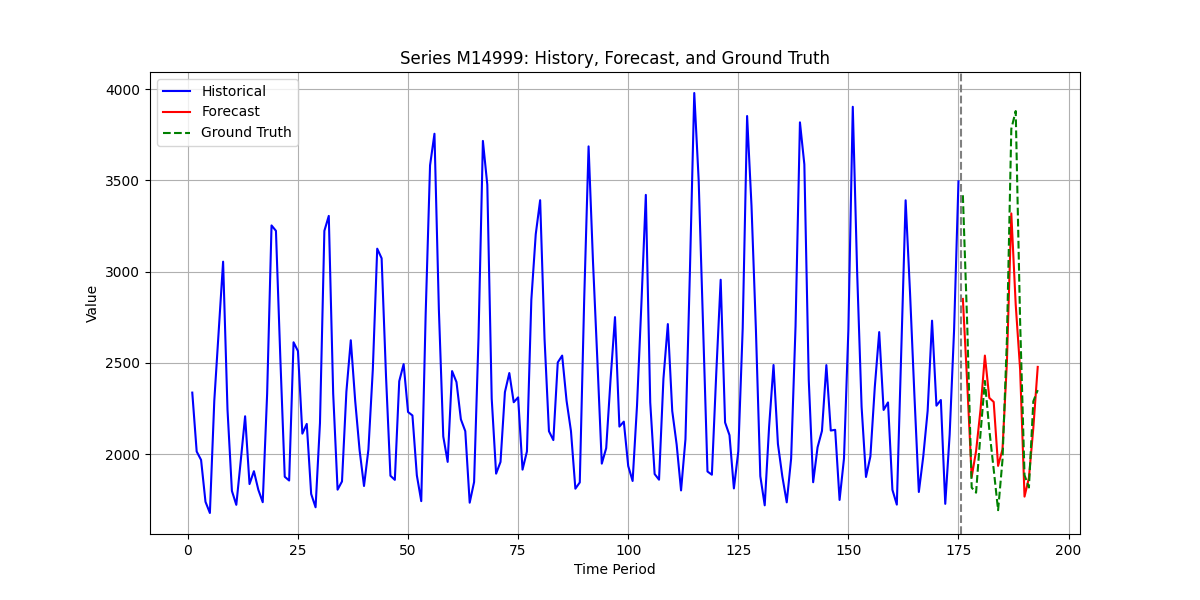 Series M14999: History, Forecast, and Ground Truth
Historical
Forecast
Ground Truth
4000
3500
3000
2500
2000
Value
0 25 50 75 100 125 150 175 200
Time Period